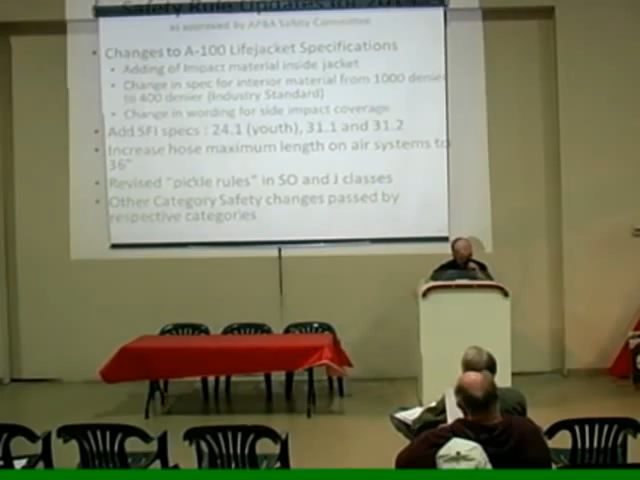 Safety Rule Updates for 2011
as approved by APBA Safety Committee
• Changes to A-100 Lifejacket Specifications
• Adding of Impact material inside jacket
• Change in spec for interior material from 1000 denier
to 400 denier (Industry Standard)
• Change in wording for side impact coverage
• Add SFI specs : 24.1 (youth), 31.1 and 31.2
• Increase hose maximum length on air systems to
36"
• Revised "pickle rules" in SO and J classes
• Other Category Safety changes passed by
respective categories